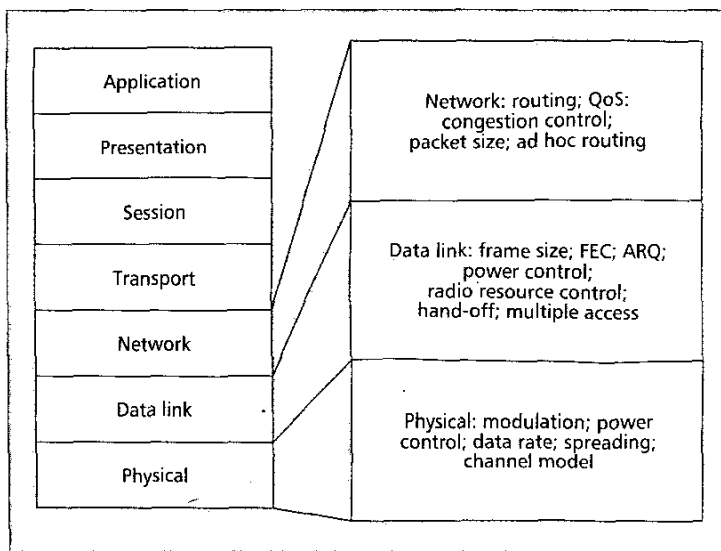 Application
Presentation
Session
Transport
Network
Data link
Physical
Network: routing; QoS:
congestion control;
packet size; ad hoc routing
Data link: frame size; FEC; ARQ;
power control;
radio resource control;
hand-off; multiple access
Physical: modulation; power
control; data rate; spreading;
channel model